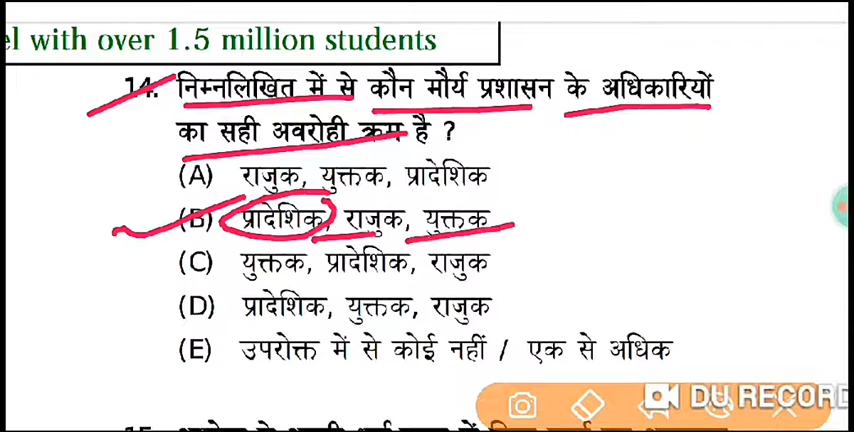 el with over 1.5 million students
14. निम्नलिखित में से कौन मौर्य प्रशासन के अधिकारियों
का सही अवरोही क्रम है ?
(A) राजुक, युक्तक, प्रादेशिक
(B) प्रादेशिक, राजुक, युक्तक
(C) युक्तक, प्रादेशिक, राजुक
(D) प्रादेशिक, युक्तक, राजुक
(E) उपरोक्त में से कोई नहीं / एक से अधिक
DU RECORD
15.